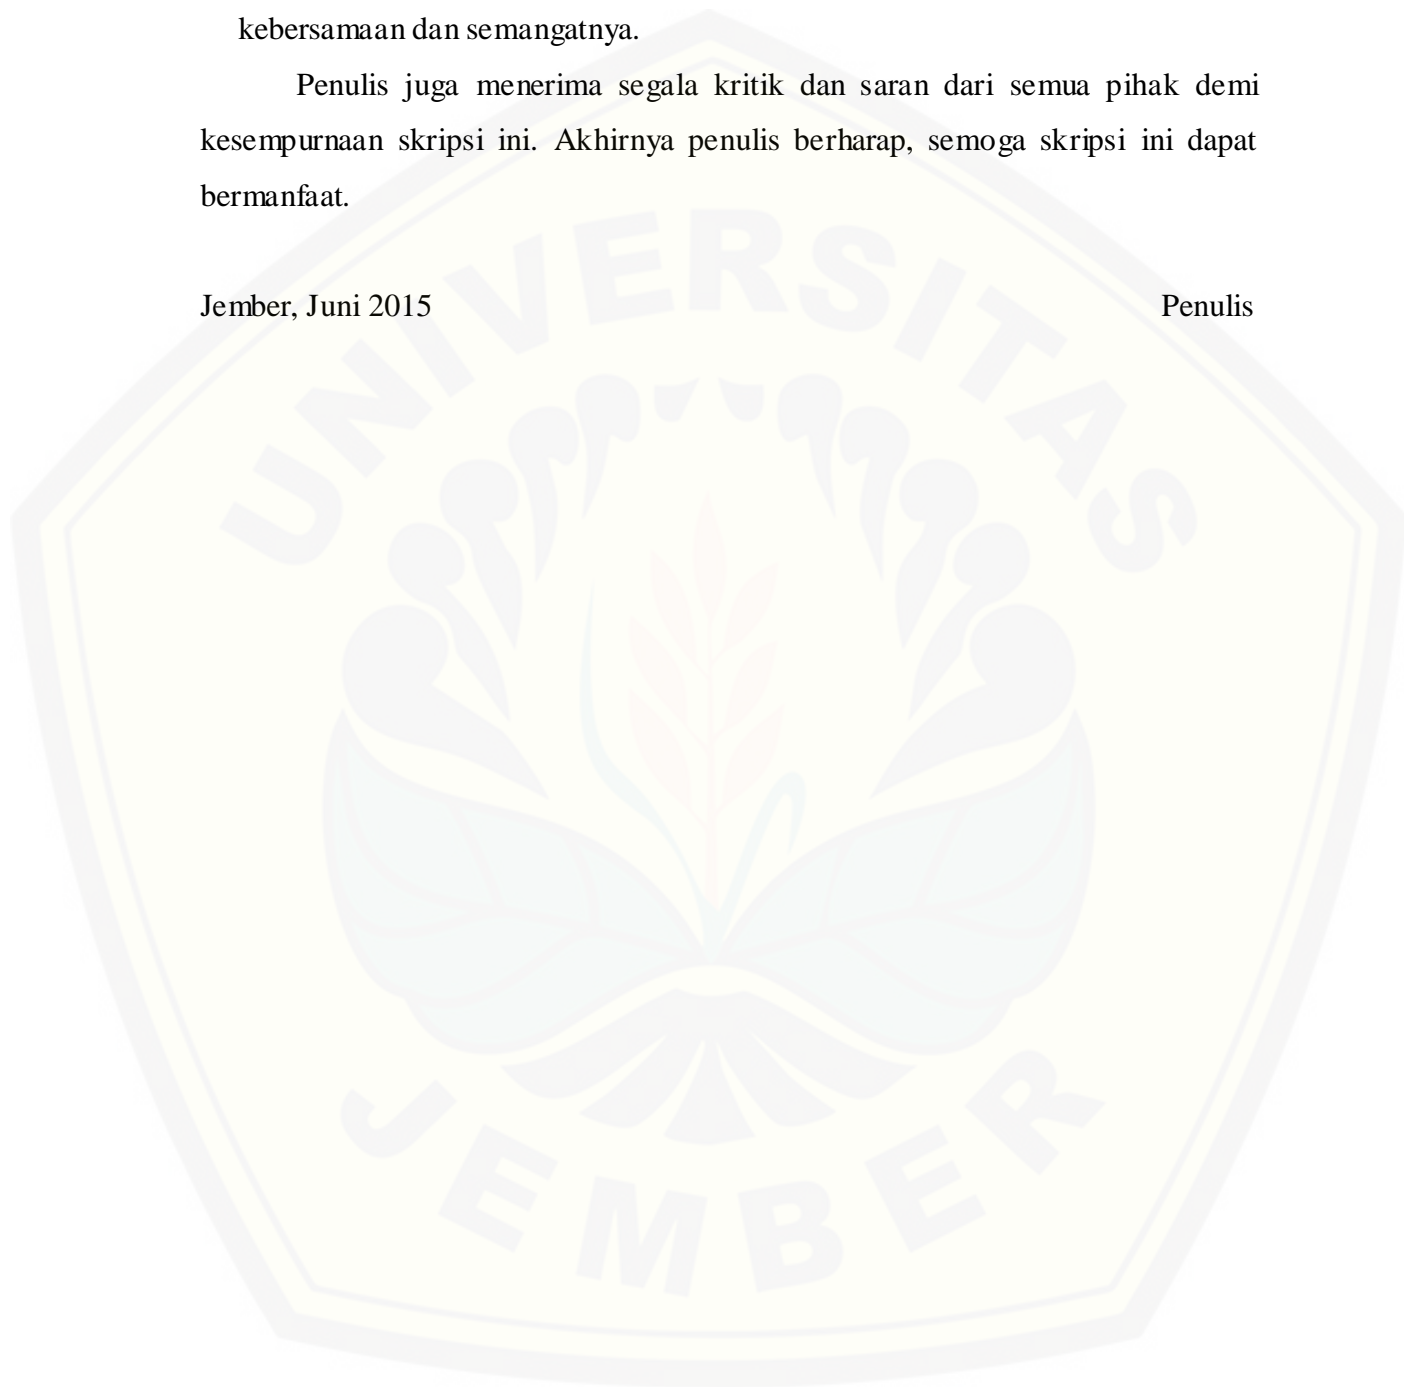 kebersamaan dan semangatnya.
Penulis juga menerima segala kritik dan saran dari semua pihak demi
kesempurnaan skripsi ini. Akhirnya penulis berharap, semoga skripsi ini dapat
bermanfaat.
Jember, Juni 2015 Penulis
UNIVERSITAS
JEMBER